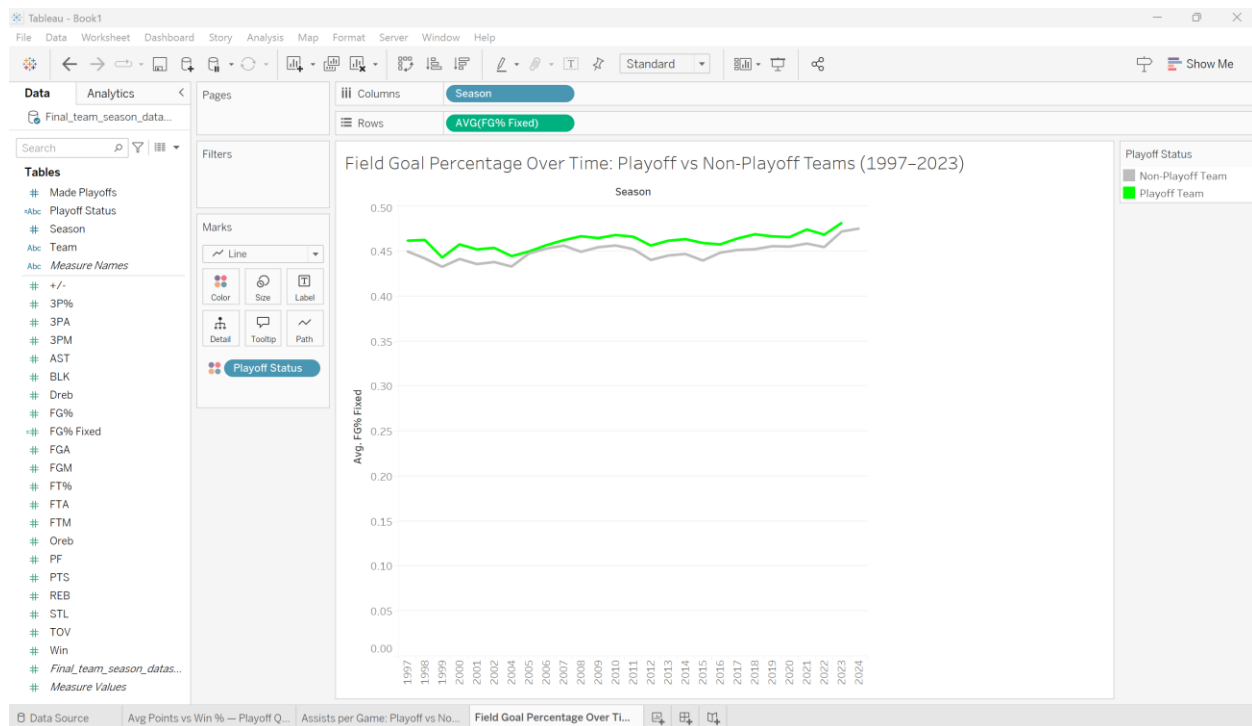 Tableau - Book1
File Data Worksheet Dashboard Story Analysis Map Format Server Window Help
Standard
Show Me
Data Analytics
Final_team_season_data...
Search
Tables
# Made Playoffs
=Abc Playoff Status
# Season
Abc Team
Abc Measure Names
# +/-
# 3P%
# 3PA
# 3PM
# AST
# BLK
# Dreb
# FG%
=# FG% Fixed
# FGA
# FGM
# FT%
# FTA
# FTM
# Oreb
# PF
# PTS
# REB
# STL
# TOV
# Win
# Final_team_season_datas...
# Measure Values
Pages
Filters
Marks
Line
Color Size Label
Detail Tooltip Path
Playoff Status
Columns Season
Rows AVG(FG% Fixed)
Field Goal Percentage Over Time: Playoff vs Non-Playoff Teams (1997–2023)
Season
Avg. FG% Fixed
0.50
0.45
0.40
0.35
0.30
0.25
0.20
0.15
0.10
0.05
0.00
1997 1998 1999 2000 2001 2002 2004 2005 2006 2007 2008 2009 2010 2011 2012 2013 2014 2015 2016 2017 2018 2019 2020 2021 2022 2023 2024
Playoff Status
Non-Playoff Team
Playoff Team
Data Source Avg Points vs Win % — Playoff Q... Assists per Game: Playoff vs No... Field Goal Percentage Over Ti...